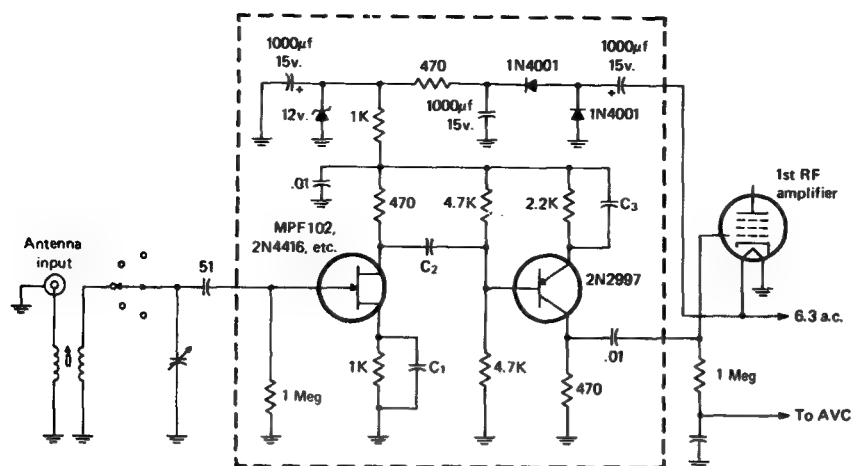 1000µf
15v.
470
1N4001
1000µf
15v.
12v.
1K
1000µf
15v.
1N4001
.01
470
4.7K
2.2K
C3
1st RF
amplifier
MPF102,
2N4416, etc.
Antenna
input
51
C2
2N2997
6.3 a.c.
.01
1K
C1
4.7K
1 Meg
470
1 Meg
To AVC